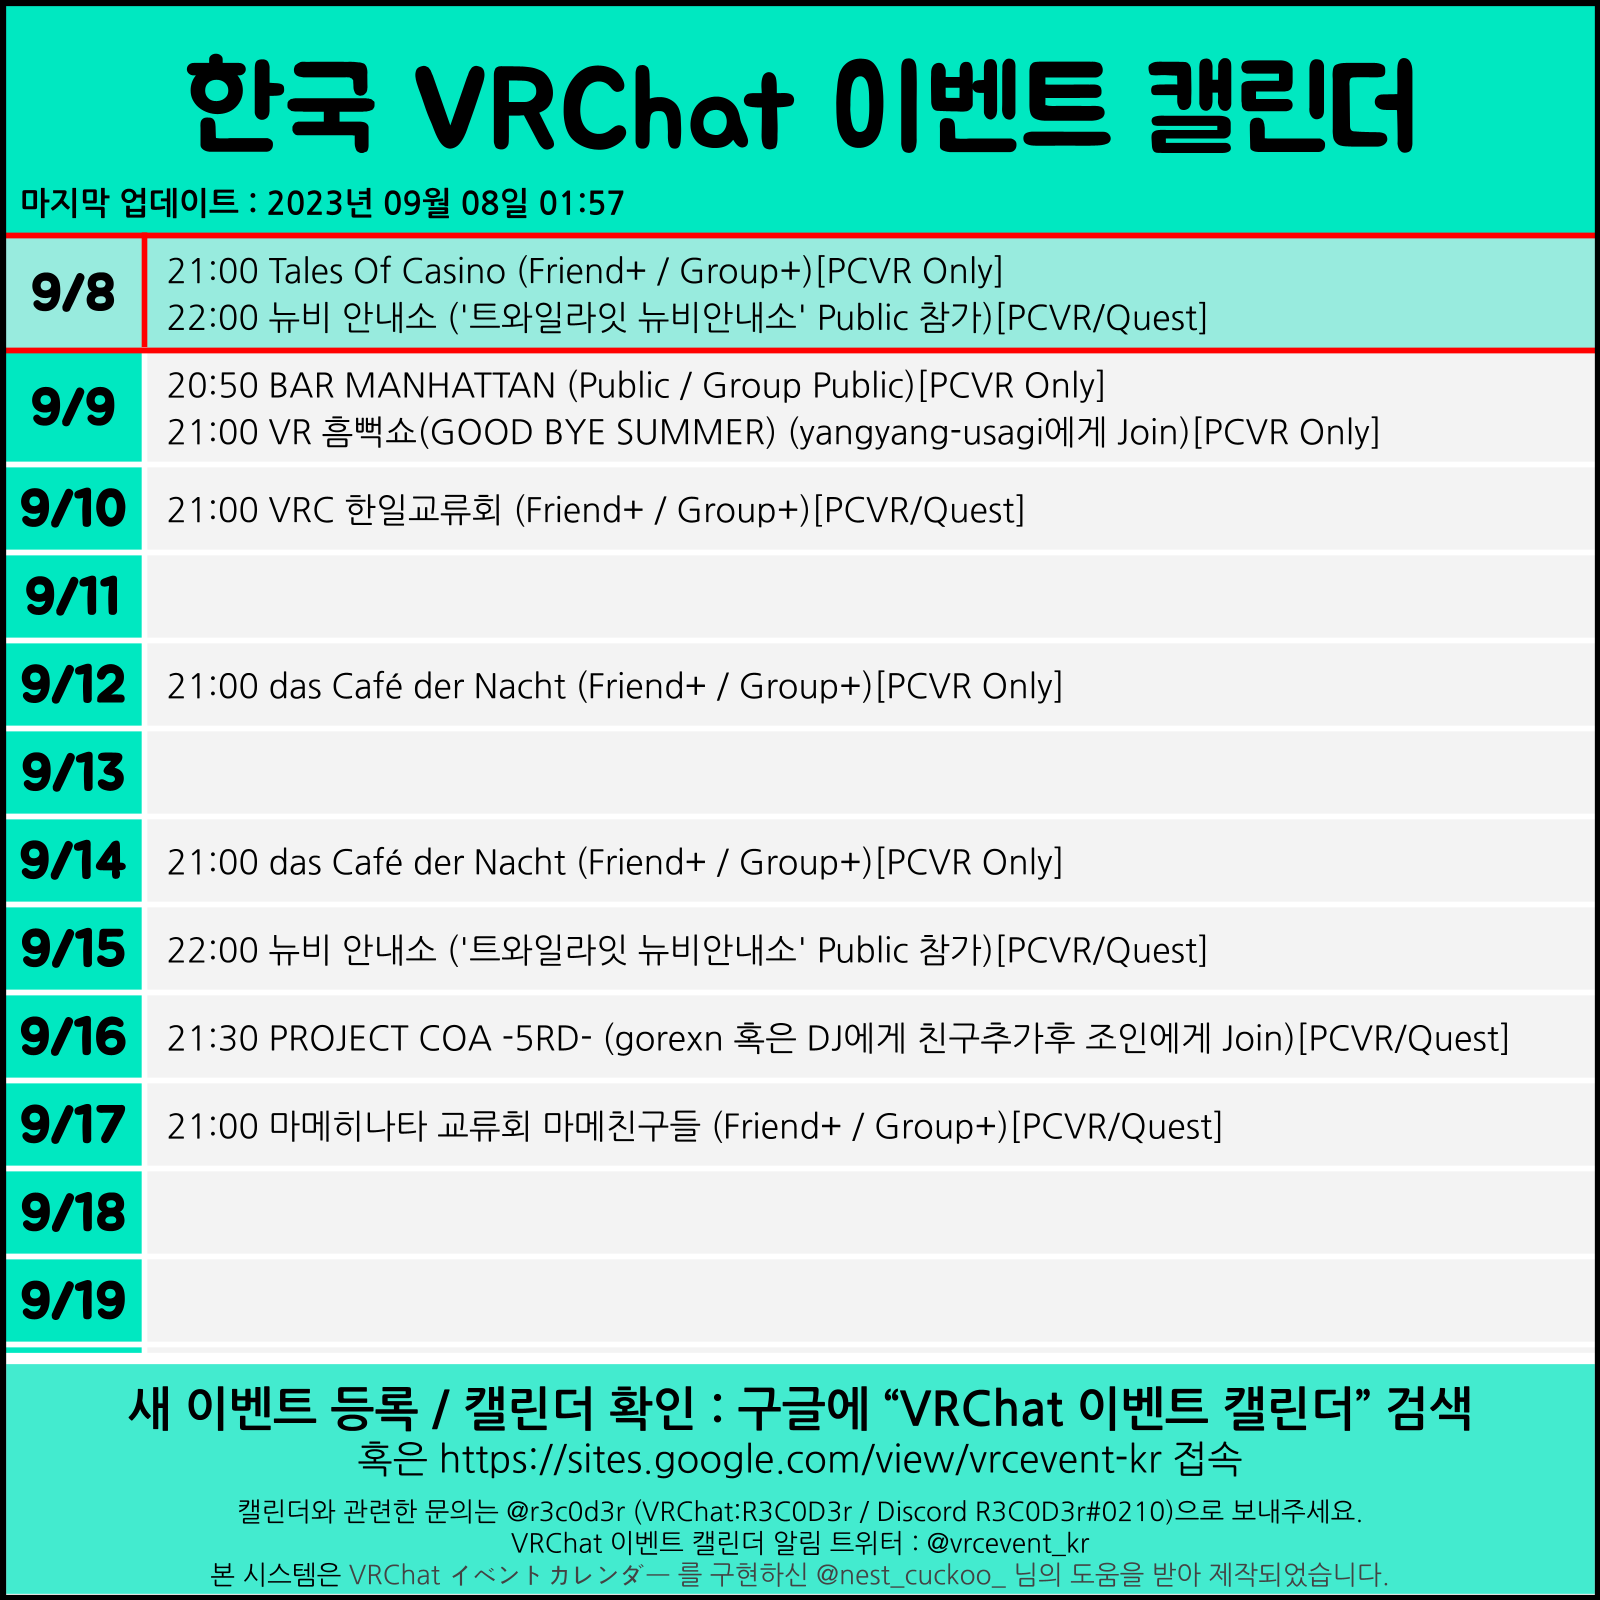 한국 VRChat 이벤트 캘린더
마지막 업데이트 : 2023년 09월 08일 01:57
9/8
21:00 Tales Of Casino (Friend+ / Group+)[PCVR Only]
22:00 뉴비 안내소 ('트와일라잇 뉴비안내소' Public 참가)[PCVR/Quest]
9/9
20:50 BAR MANHATTAN (Public / Group Public)[PCVR Only]
21:00 VR 흠뻑쇼(GOOD BYE SUMMER) (yangyang-usagi에게 Join)[PCVR Only]
9/10
21:00 VRC 한일교류회 (Friend+ / Group+)[PCVR/Quest]
9/11
9/12
21:00 das Café der Nacht (Friend+ / Group+)[PCVR Only]
9/13
9/14
21:00 das Café der Nacht (Friend+ / Group+)[PCVR Only]
9/15
22:00 뉴비 안내소 ('트와일라잇 뉴비안내소' Public 참가)[PCVR/Quest]
9/16
21:30 PROJECT COA -5RD- (gorexn 혹은 DJ에게 친구추가후 조인에게 Join)[PCVR/Quest]
9/17
21:00 마메히나타 교류회 마메친구들 (Friend+ / Group+)[PCVR/Quest]
9/18
9/19
새 이벤트 등록 / 캘린더 확인 : 구글에 “VRChat 이벤트 캘린더” 검색
혹은 https://sites.google.com/view/vrcevent-kr 접속
캘린더와 관련한 문의는 @r3c0d3r (VRChat:R3C0D3r / Discord R3C0D3r#0210)으로 보내주세요.
VRChat 이벤트 캘린더 알림 트위터 : @vrcevent_kr
본 시스템은 VRChat イベントカレンダー 를 구현하신 @nest_cuckoo_ 님의 도움을 받아 제작되었습니다.